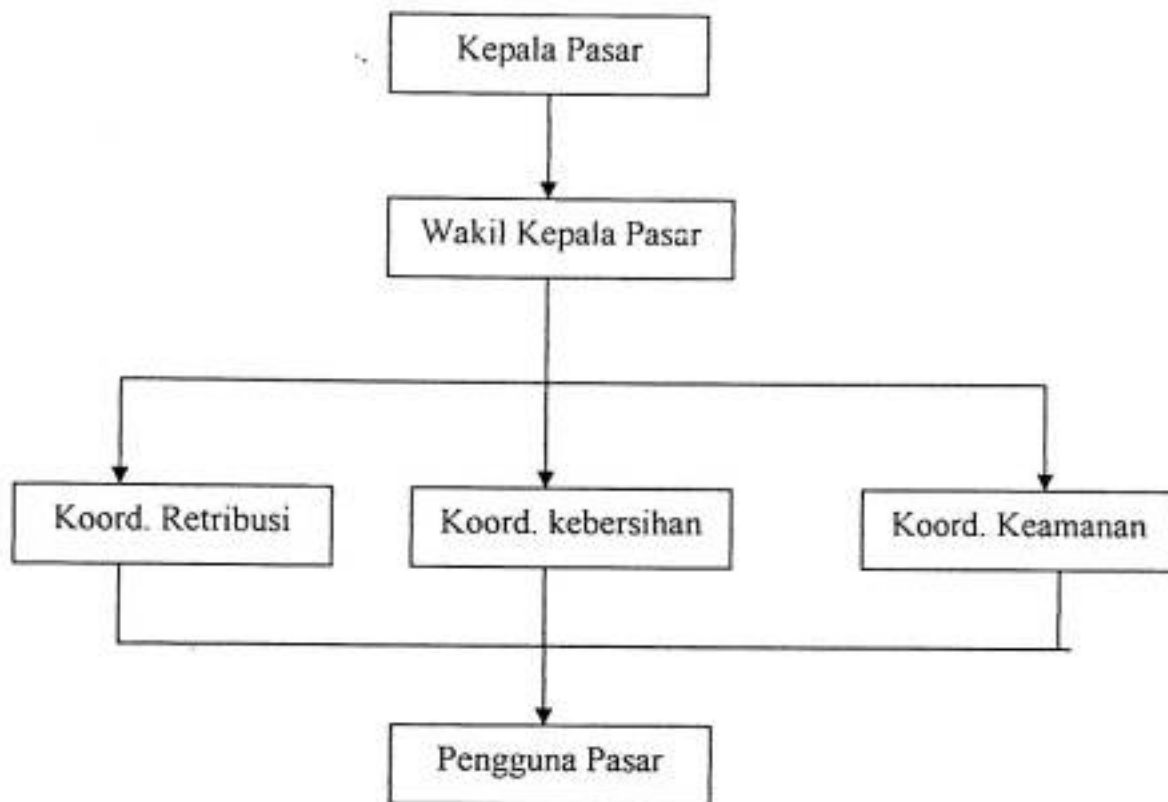 Kepala Pasar
Wakil Kepala Pasar
Koord. Retribusi
Koord. kebersihan
Koord. Keamanan
Pengguna Pasar